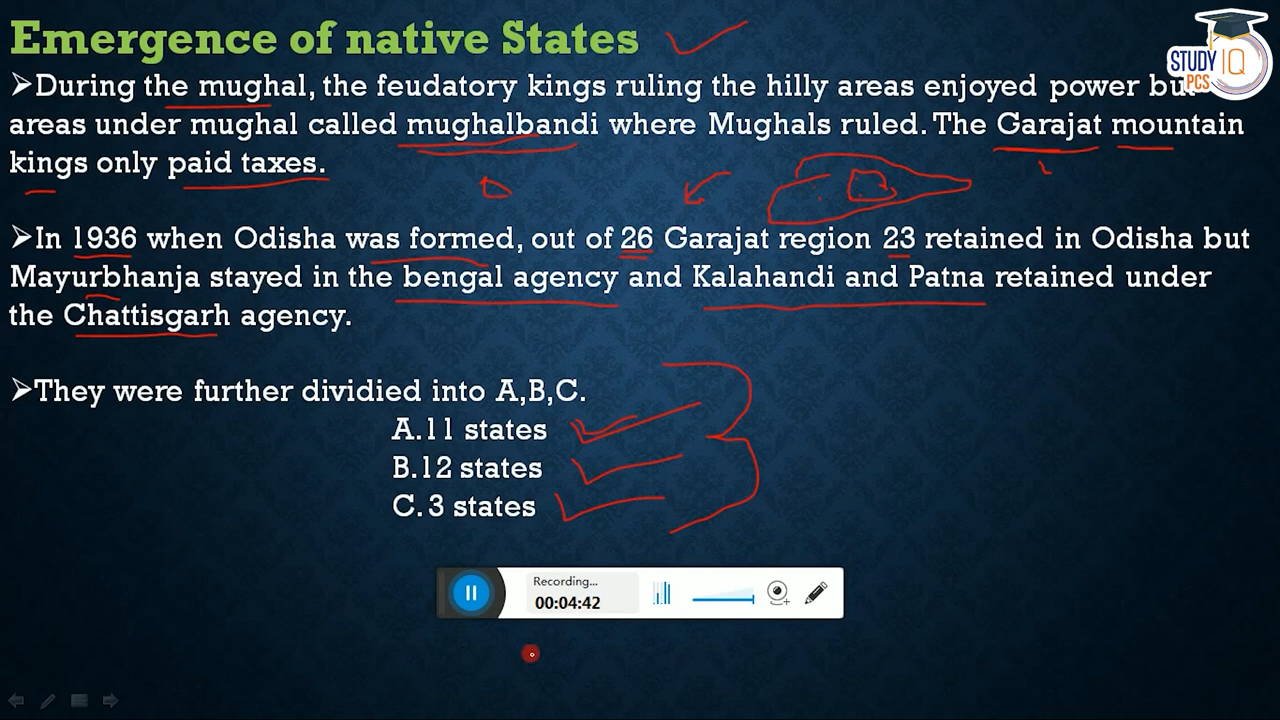 Emergence of native States
STUDY IQ
PCS
➢During the mughal, the feudatory kings ruling the hilly areas enjoyed power but
areas under mughal called mughalbandi where Mughals ruled. The Garajat mountain
kings only paid taxes.
➢In 1936 when Odisha was formed, out of 26 Garajat region 23 retained in Odisha but
Mayurbhanja stayed in the bengal agency and Kalahandi and Patna retained under
the Chattisgarh agency.
➢They were further dividied into A,B,C.
A.11 states
B.12 states
C.3 states
Recording...
00:04:42